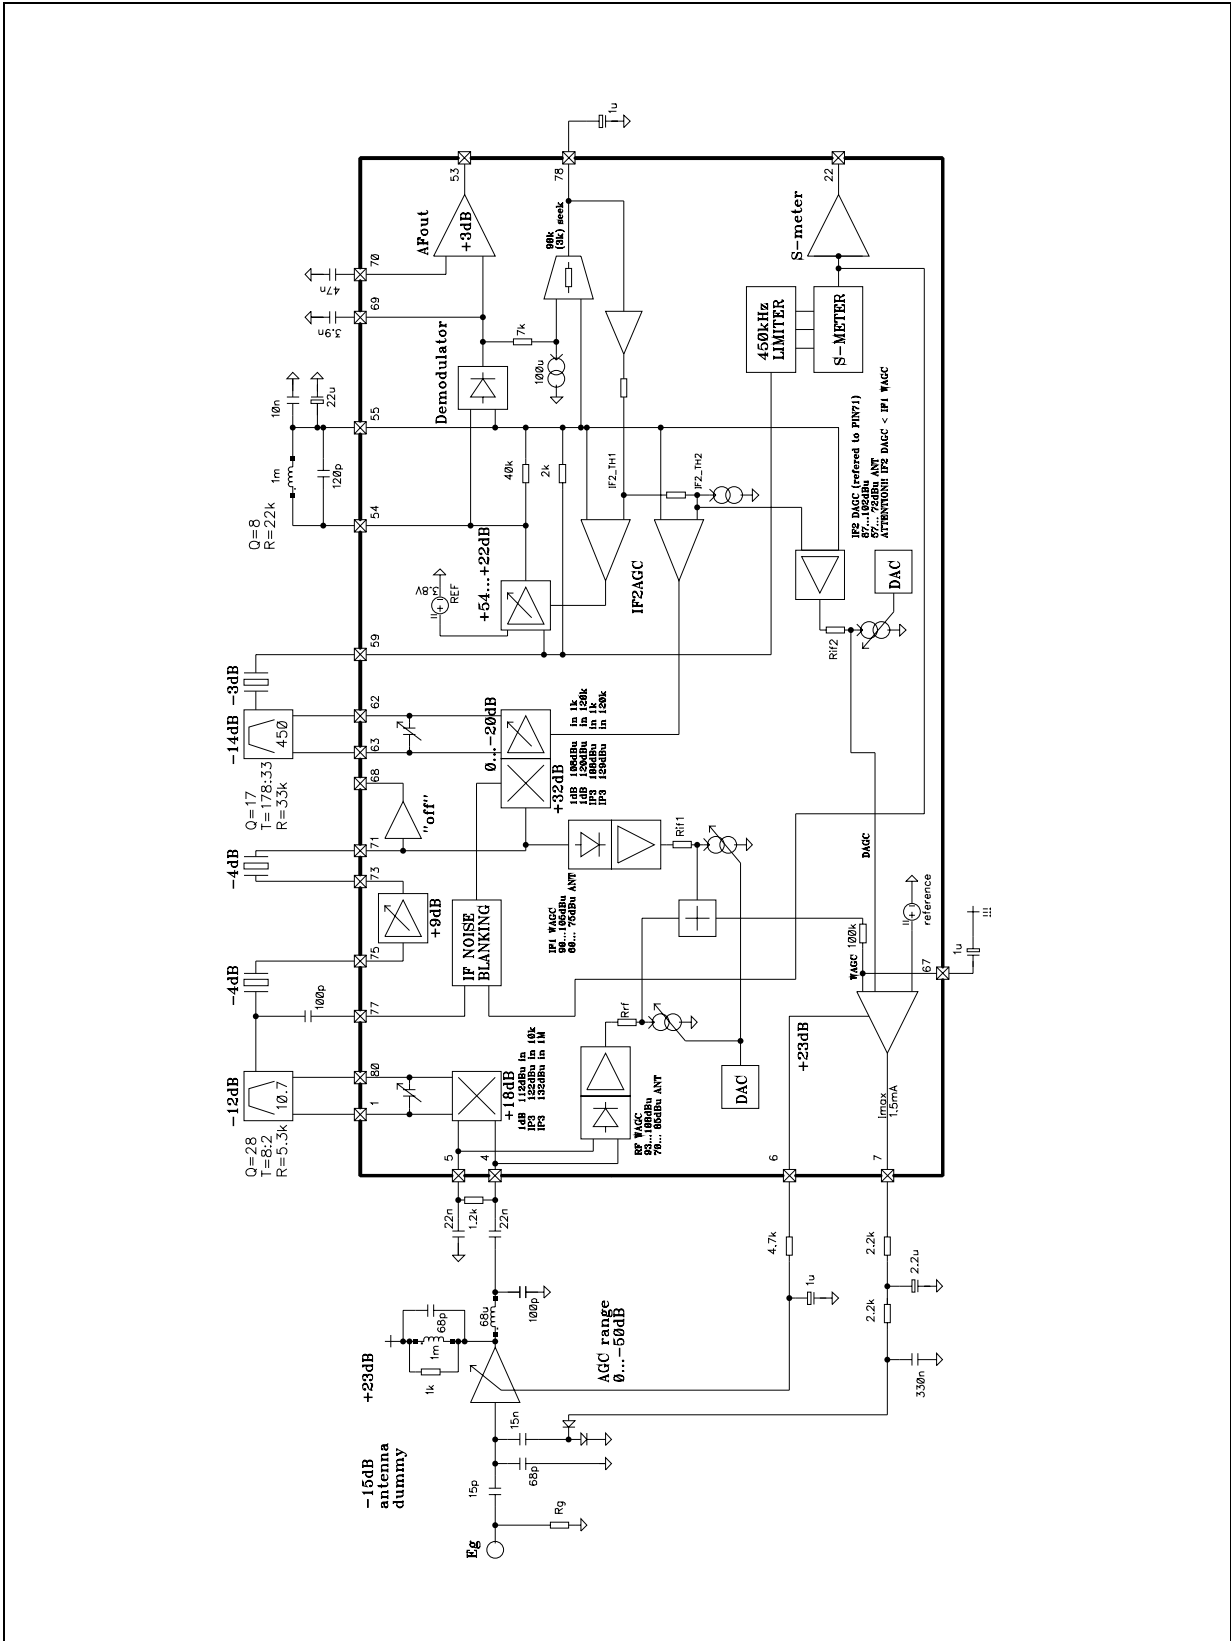 -15dB
antenna
dummy
Eg
Rg
15p
68p
15n
+23dB
1k
1m
68p
68u
100p
AGC range
0...-50dB
22n
1.2k
22n
4.7k
1u
2.2k
2.2u
2.2k
330n
5
4
6
7
Q=28
T=8:2
R=5.3k
-12dB
10.7
1
80
+18dB
1dB 112dBu in
IP3 122dBu in 10k
IP3 132dBu in 1M
RF WAGC
93...108dBu
70... 85dBu ANT
Rrf
DAC
+23dB
Imax
1.5mA
100p
77
-4dB
75
+9dB
73
-4dB
71
68
"off"
IF NOISE
BLANKING
IF1 WAGC
90...105dBu
60... 75dBu ANT
Rif1
WAGC
100k
67
1u
!!!
reference
DAGC
Q=17
T=178:33
R=33k
-14dB
450
-3dB
63
62
59
0...-20dB
+32dB
1dB 108dBu in 1k
1dB 120dBu in 120k
IP3 108dBu in 1k
IP3 129dBu in 120k
3.8V
REF
+54...+22dB
Q=8
R=22k
1m
120p
10n
22u
54
55
40k
2k
IF2AGC
IF2_TH1
IF2_TH2
Rif2
DAC
IF2 DAGC (refered to PIN71)
87...102dBu
57... 72dBu ANT
ATTENTION!! IF2 DAGC < IF1 WAGC
Demodulator
3.9n
47n
69
70
7k
100u
90k
(3k) seek
AFout
+3dB
53
78
1u
450kHz
LIMITER
S-METER
S-meter
22